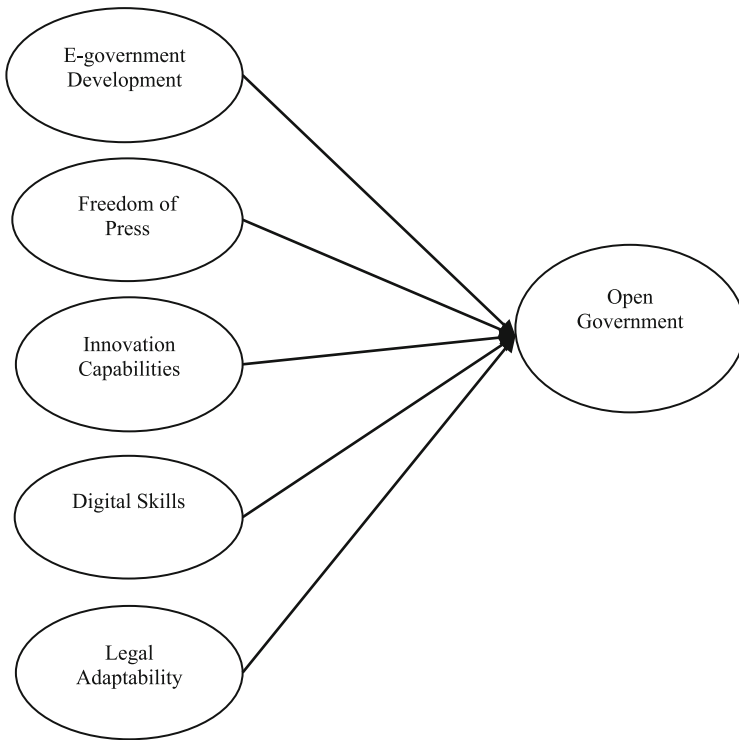 E-government
Development
Freedom of
Press
Innovation
Capabilities
Digital Skills
Legal
Adaptability
Open
Government